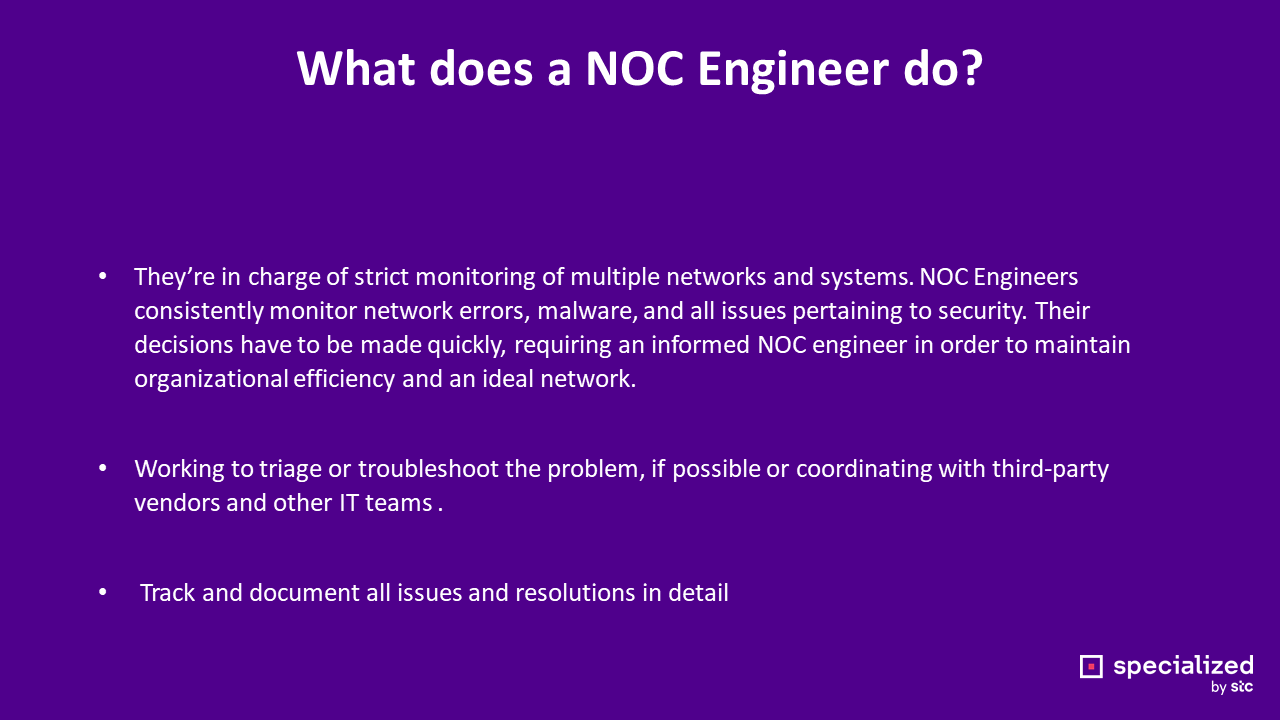 What does a NOC Engineer do?
• They’re in charge of strict monitoring of multiple networks and systems. NOC Engineers
consistently monitor network errors, malware, and all issues pertaining to security. Their
decisions have to be made quickly, requiring an informed NOC engineer in order to maintain
organizational efficiency and an ideal network.
• Working to triage or troubleshoot the problem, if possible or coordinating with third-party
vendors and other IT teams .
• Track and document all issues and resolutions in detail
specialized
by stc